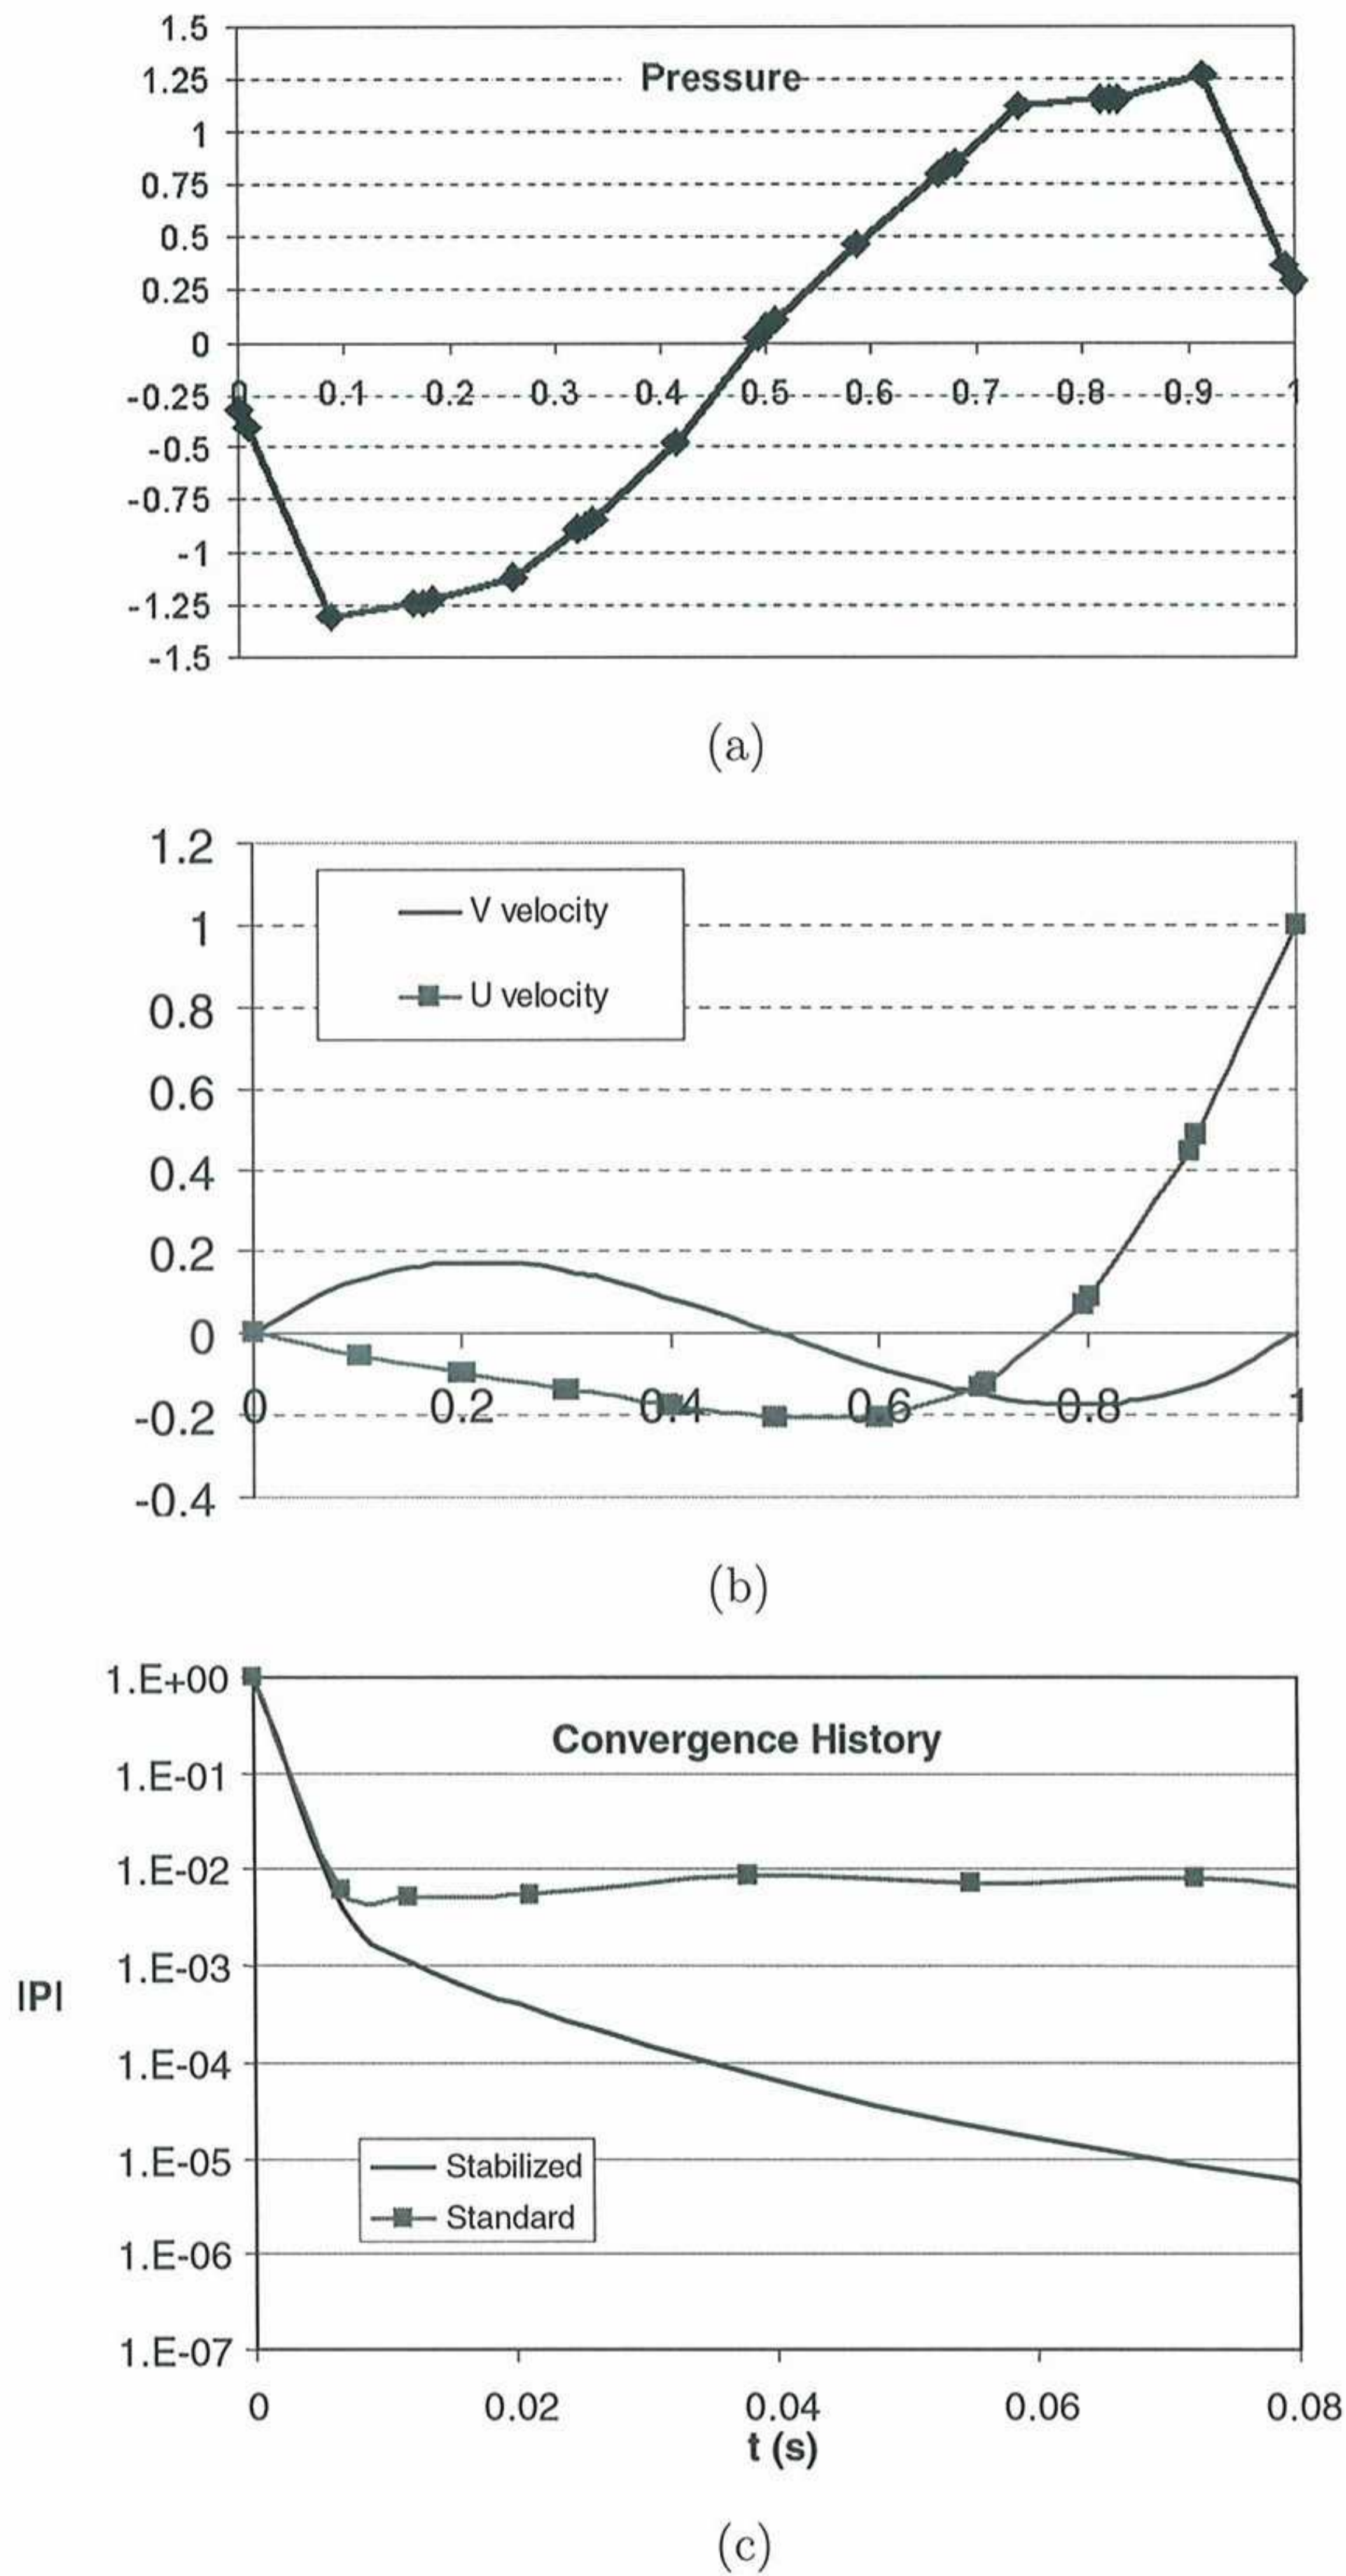 1.5
1.25
Pressure
1
0.75
0.5
0.25
0
-0.25
0 0.1 0.2 0.3 0.4 0.5 0.6 0.7 0.8 0.9 1
-0.5
-0.75
-1
-1.25
-1.5
(a)
1.2
V velocity
1
U velocity
0.8
0.6
0.4
0.2
0
0 0.2 0.4 0.6 0.8 1
-0.2
-0.4
(b)
1.E+00
Convergence History
1.E-01
1.E-02
1.E-03
|P|
1.E-04
1.E-05
Stabilized
Standard
1.E-06
1.E-07
0 0.02 0.04 0.06 0.08
t (s)
(c)